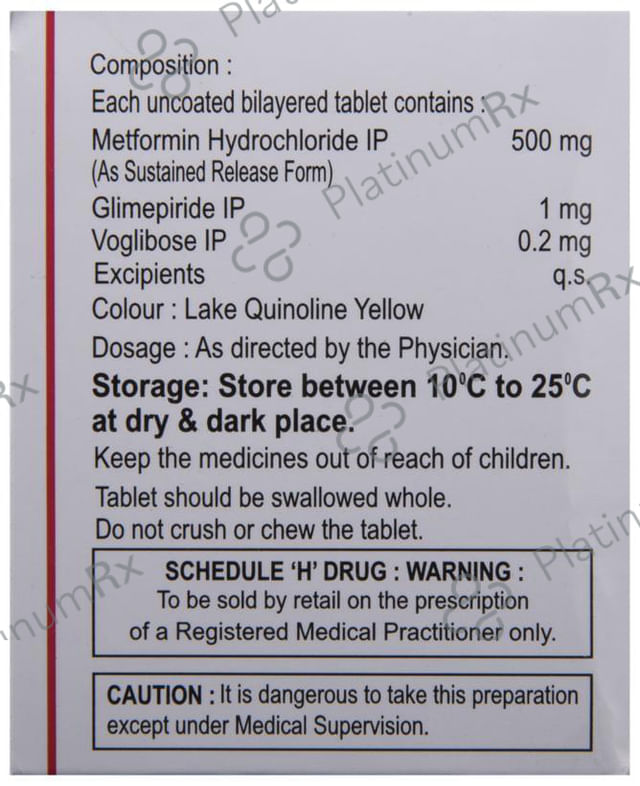 Composition :
Each uncoated bilayered tablet contains :
Metformin Hydrochloride IP 500 mg
(As Sustained Release Form)
Glimepiride IP 1 mg
Voglibose IP 0.2 mg
Excipients q.s.
Colour : Lake Quinoline Yellow
Dosage : As directed by the Physician.
Storage: Store between 10⁰C to 25⁰C
at dry & dark place.
Keep the medicines out of reach of children.
Tablet should be swallowed whole.
Do not crush or chew the tablet.
SCHEDULE ‘H’ DRUG : WARNING :
To be sold by retail on the prescription
of a Registered Medical Practitioner only.
CAUTION : It is dangerous to take this preparation
except under Medical Supervision.
PlatinumRx
PlatinumRx